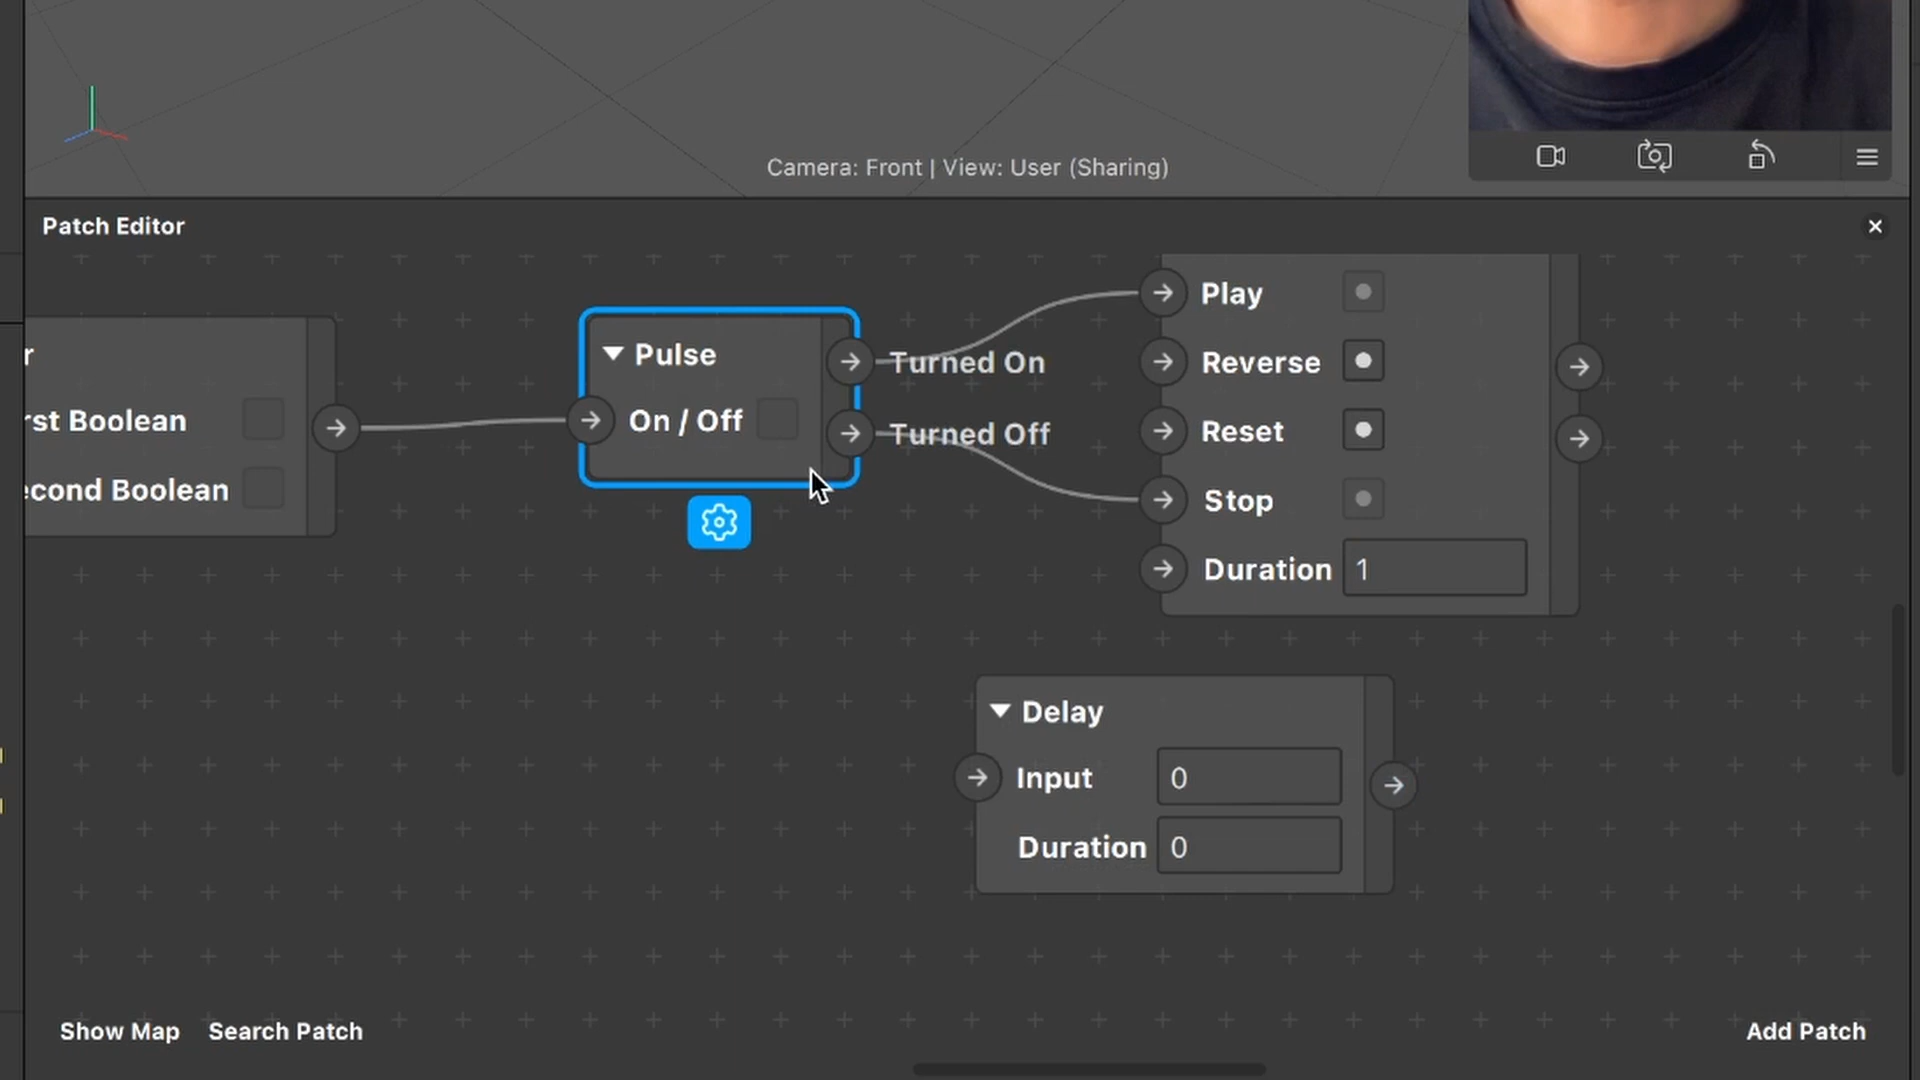 Camera: Front | View: User (Sharing)
Patch Editor
r
rst Boolean
econd Boolean
Pulse
On / Off
Turned On
Turned Off
Play
Reverse
Reset
Stop
Duration 1
Delay
Input 0
Duration 0
Show Map Search Patch
Add Patch